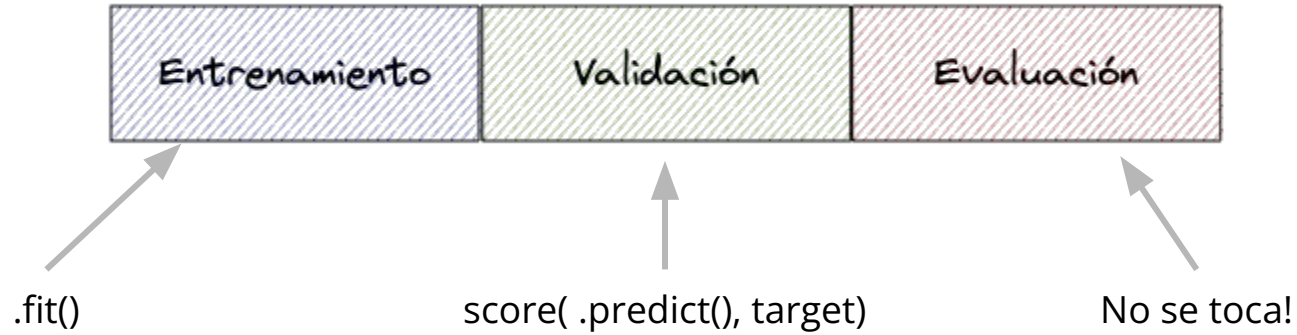 Entrenamiento
Validación
Evaluación
.fit()
score( .predict(), target)
No se toca!